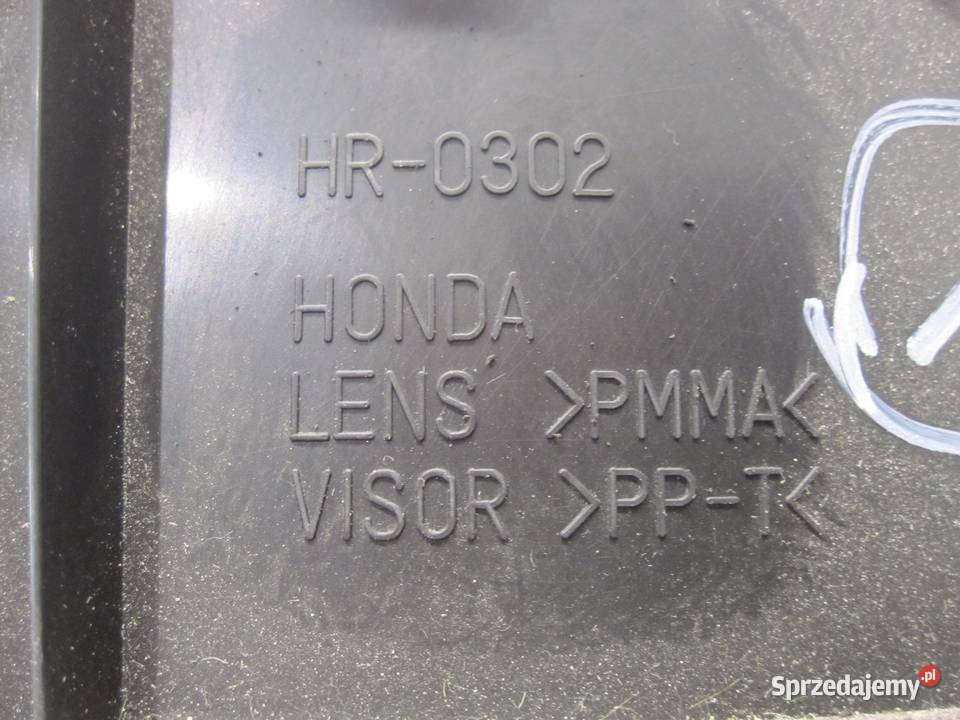 HR-0302
HONDA
LENS >PMMA<
VISOR >PP-T<
Sprzedajemy.pl